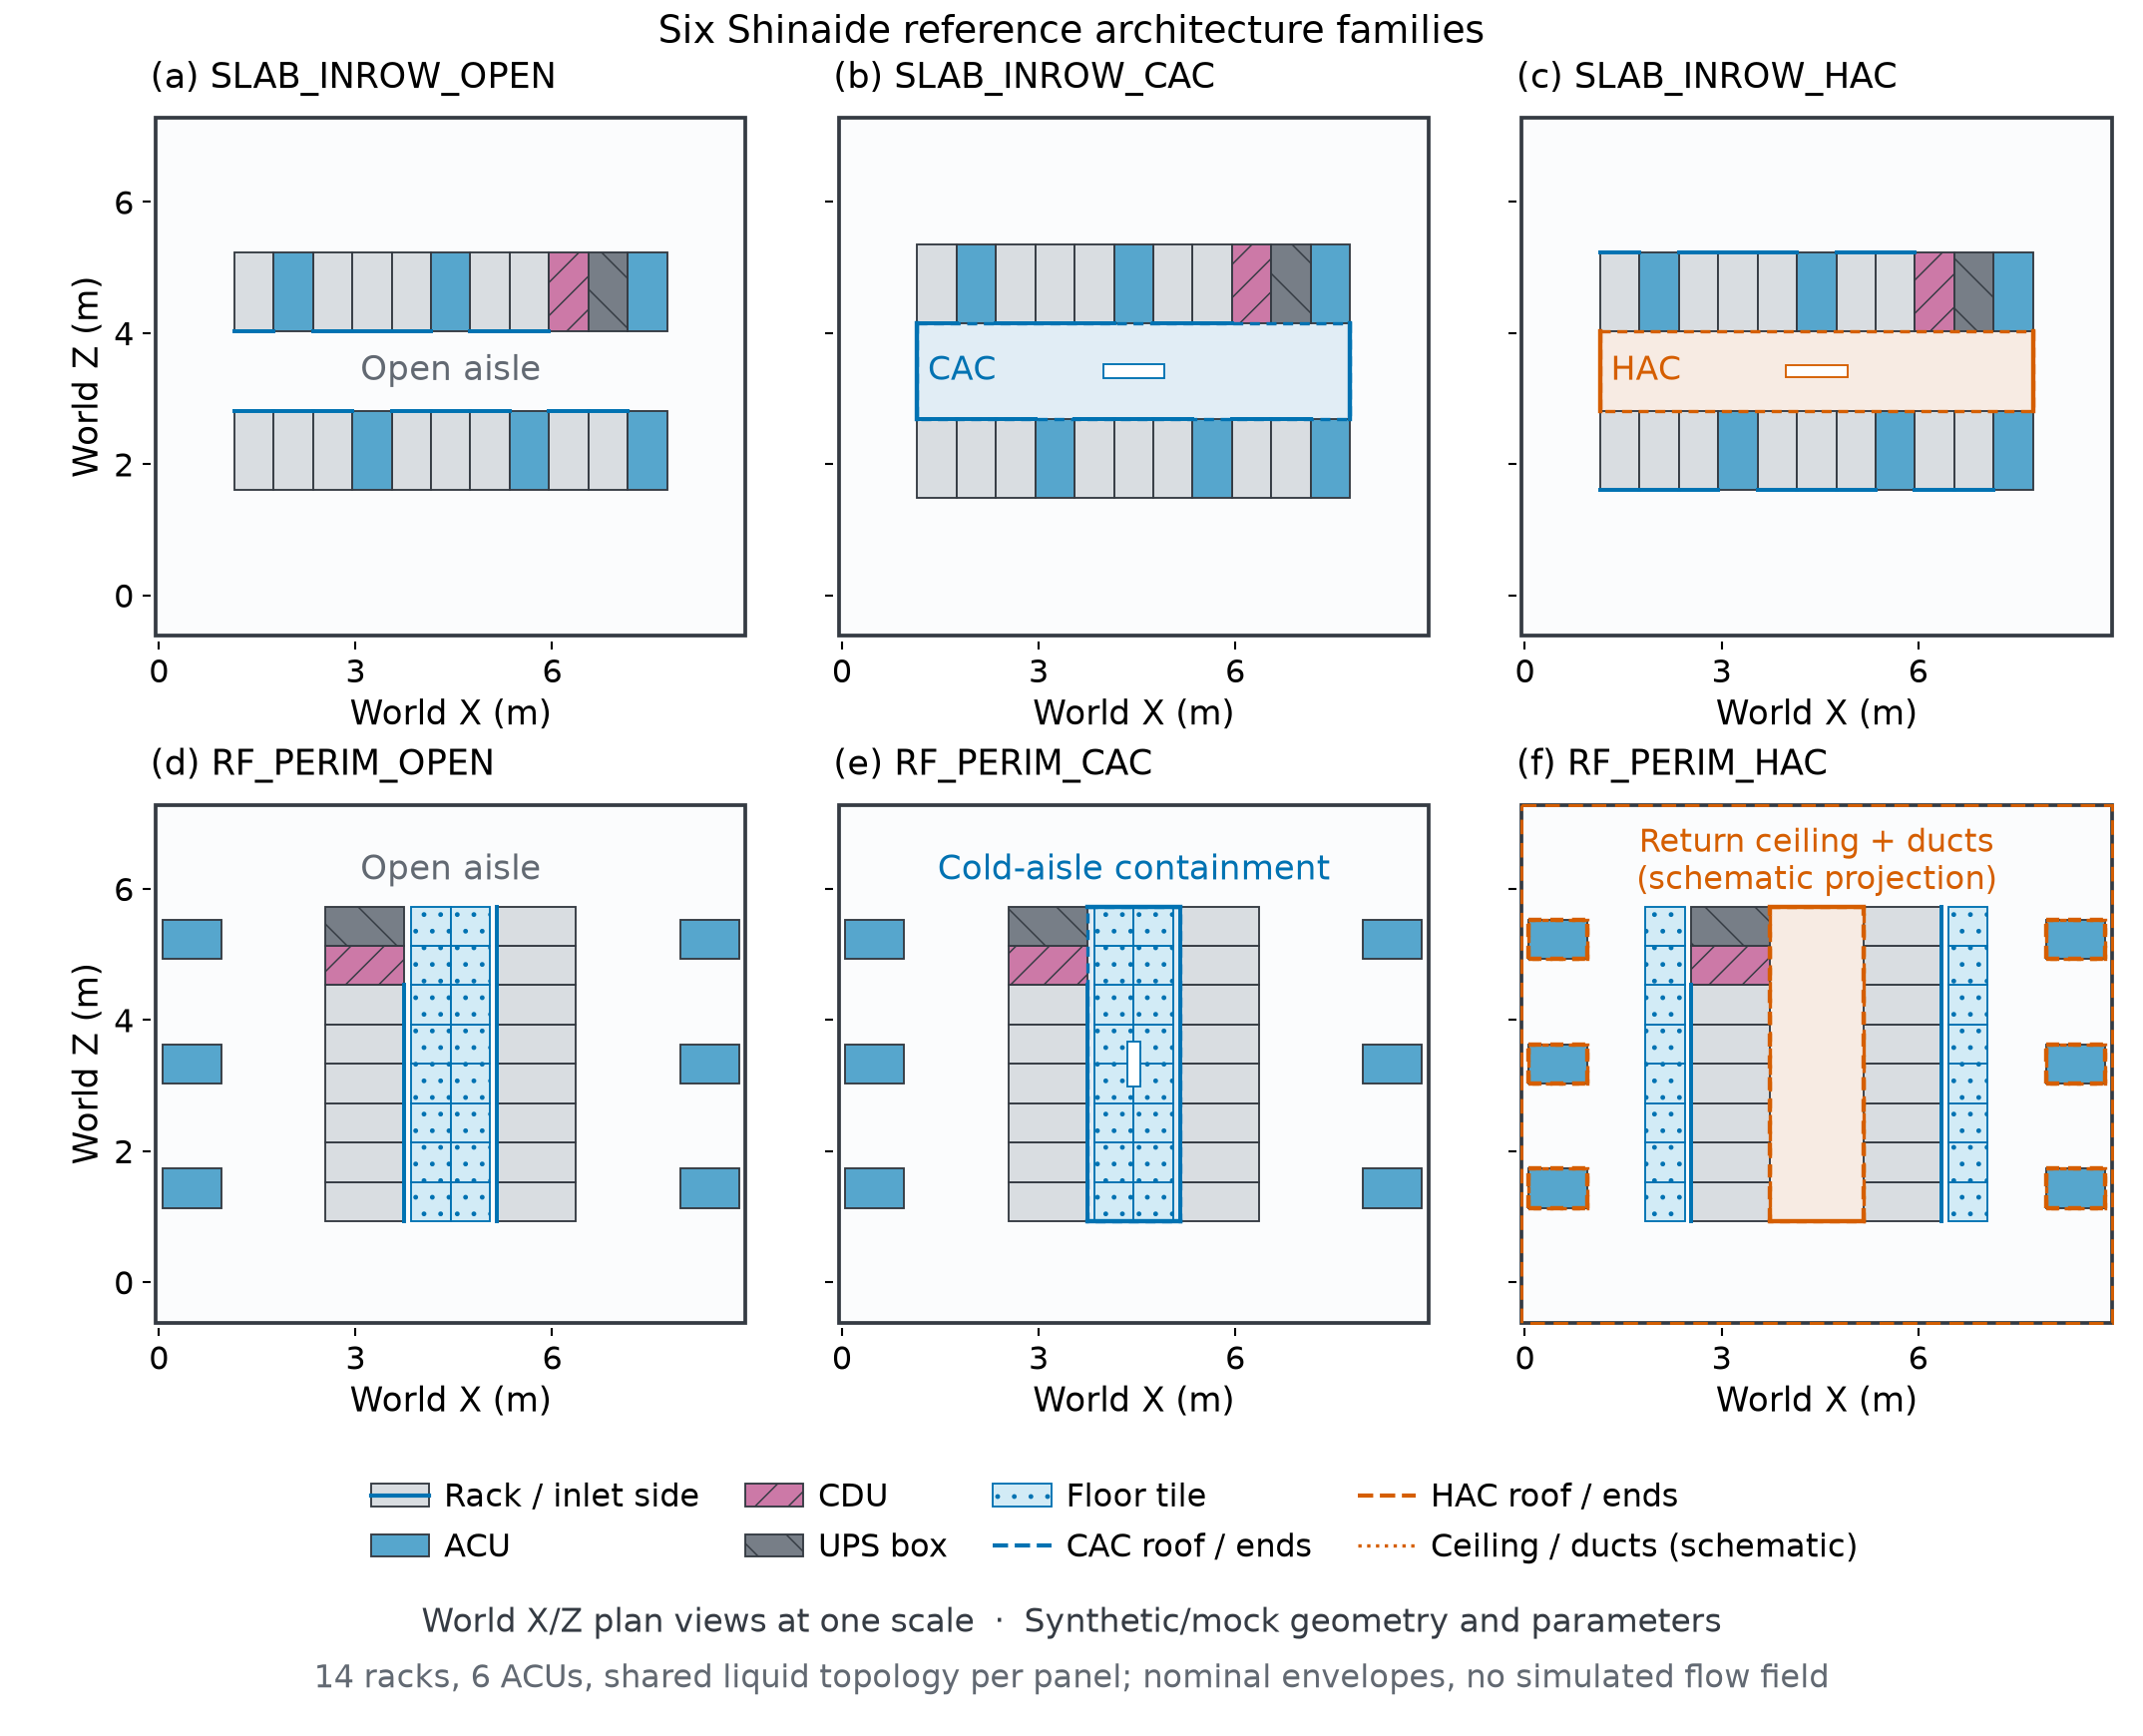 Six Shinaide reference architecture families
(a) SLAB_INROW_OPEN
(b) SLAB_INROW_CAC
(c) SLAB_INROW_HAC
World Z (m)
6
4
2
0
Open aisle
CAC
HAC
0 3 6
0 3 6
0 3 6
World X (m)
World X (m)
World X (m)
(d) RF_PERIM_OPEN
(e) RF_PERIM_CAC
(f) RF_PERIM_HAC
World Z (m)
6
4
2
0
Open aisle
Cold-aisle containment
Return ceiling + ducts
(schematic projection)
0 3 6
0 3 6
0 3 6
World X (m)
World X (m)
World X (m)
Rack / inlet side
ACU
CDU
UPS box
Floor tile
CAC roof / ends
HAC roof / ends
Ceiling / ducts (schematic)
World X/Z plan views at one scale · Synthetic/mock geometry and parameters
14 racks, 6 ACUs, shared liquid topology per panel; nominal envelopes, no simulated flow field